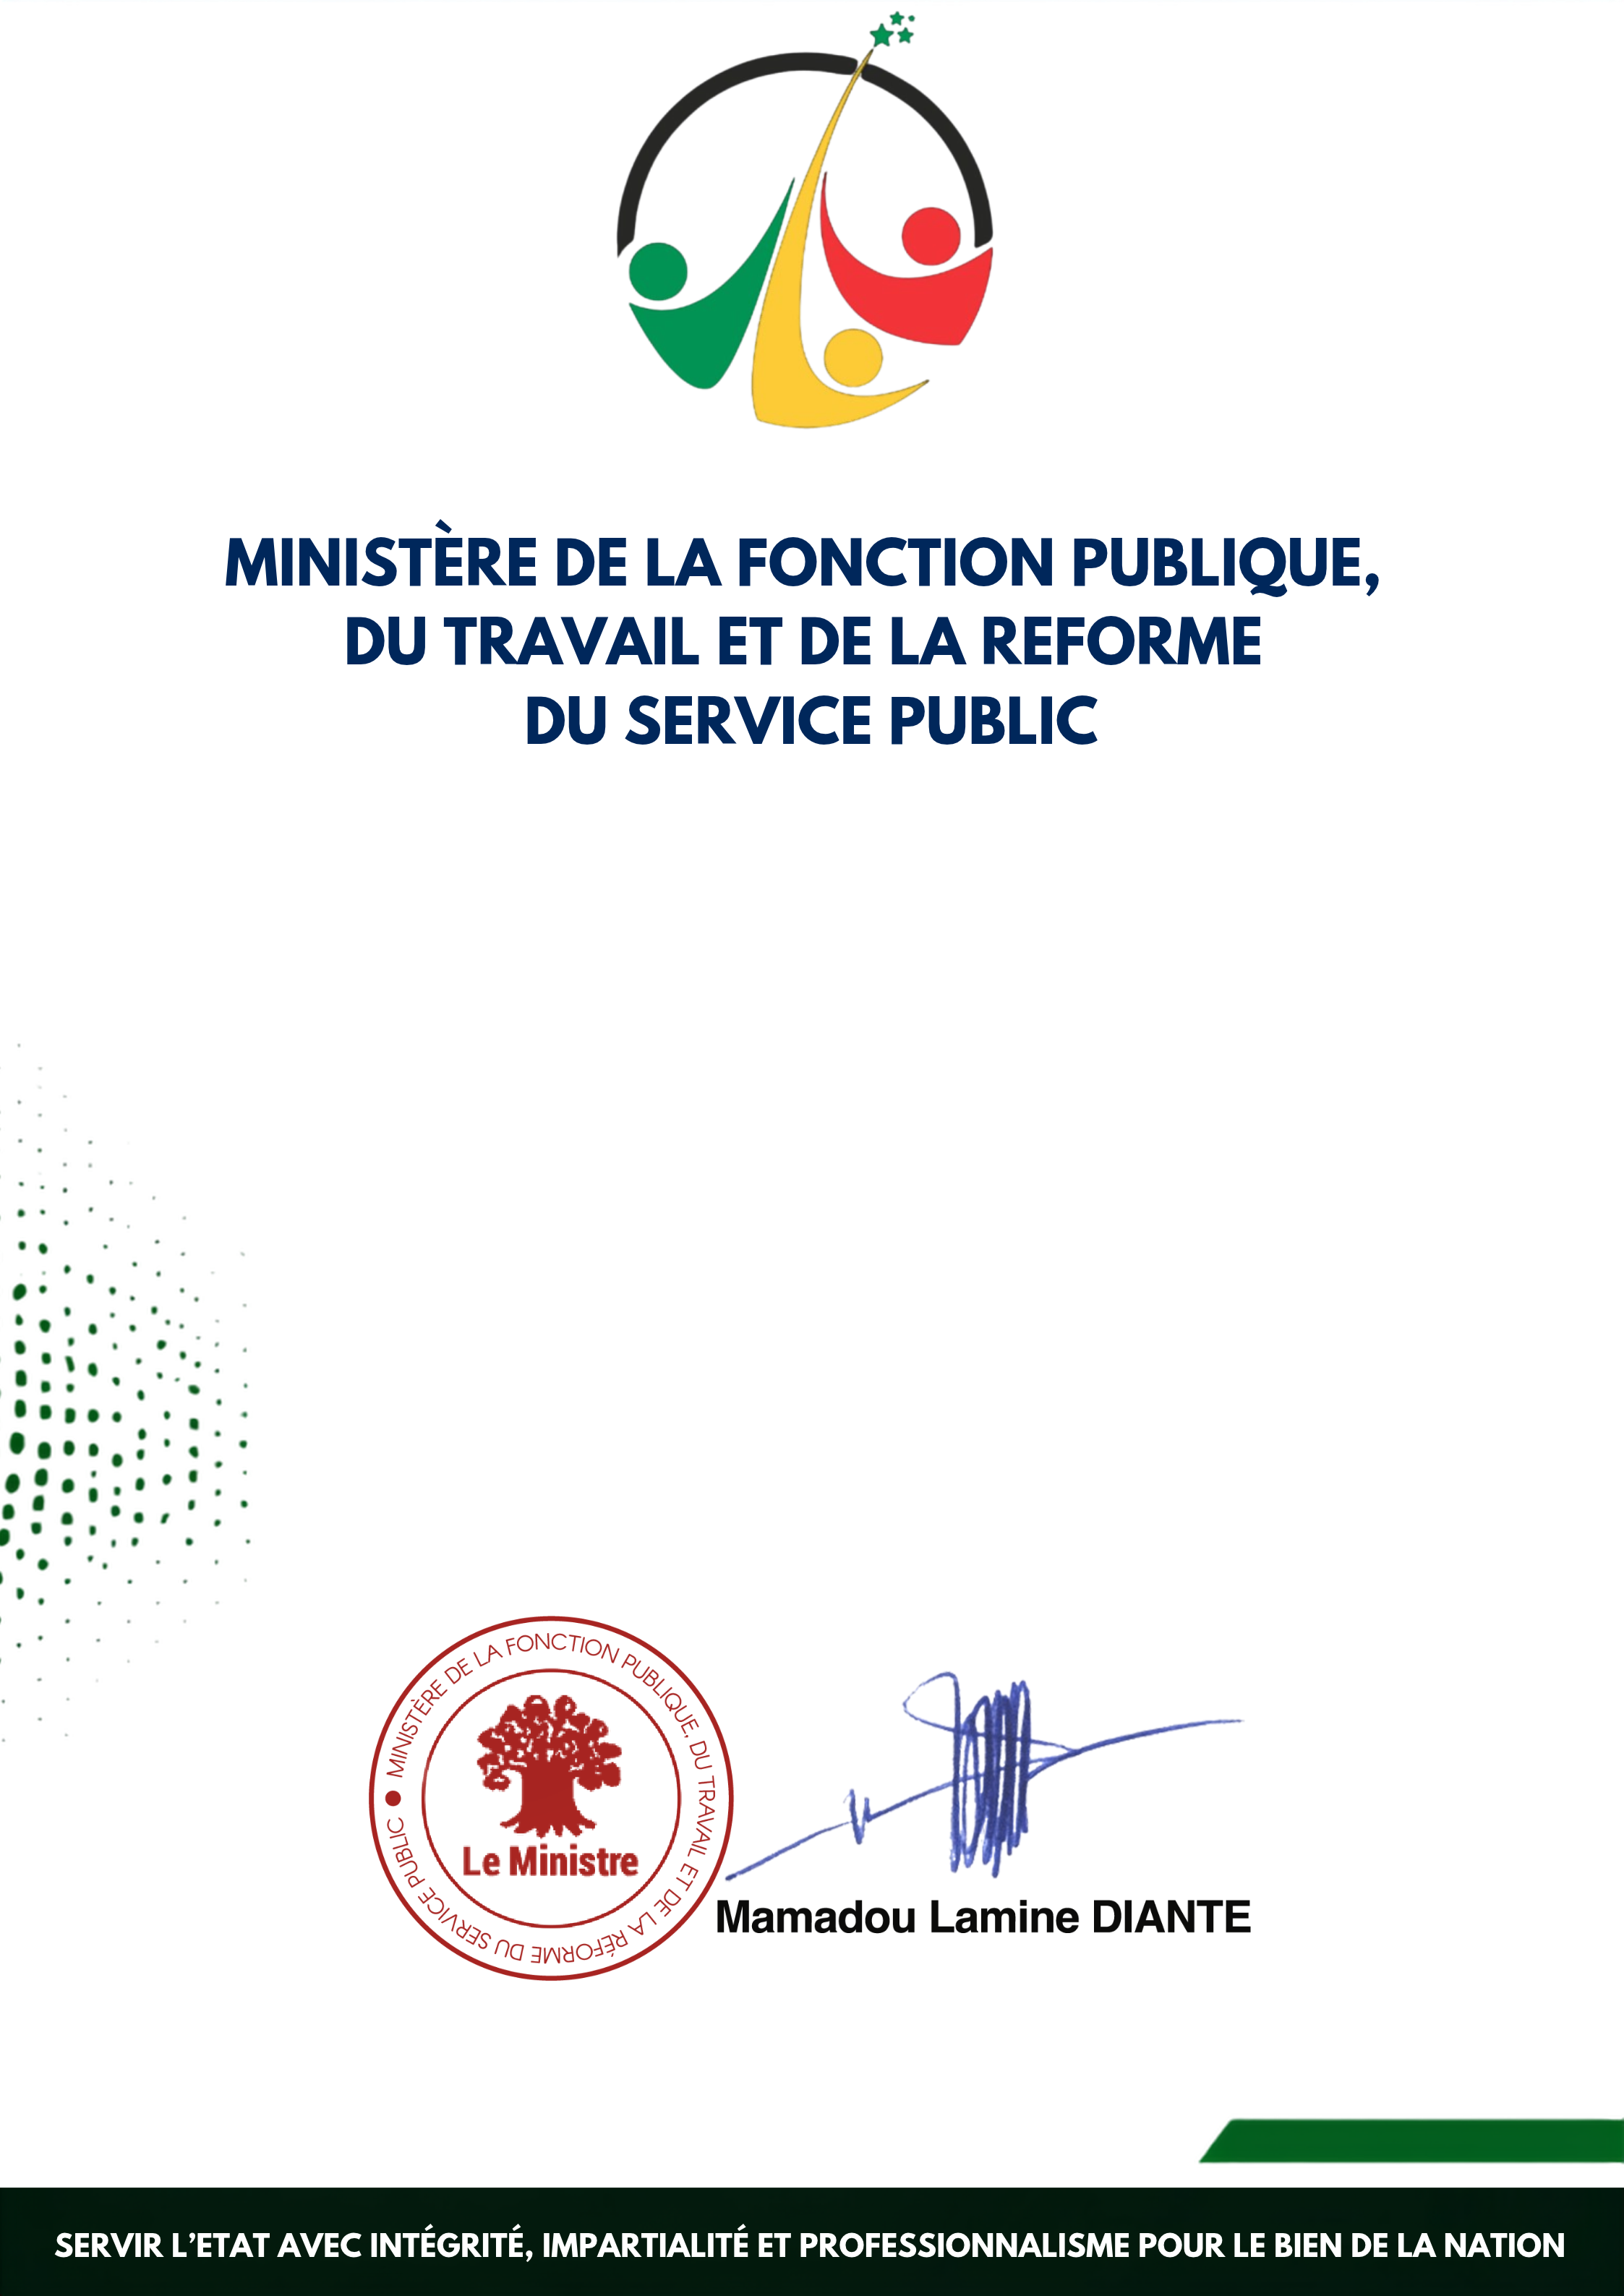 MINISTÈRE DE LA FONCTION PUBLIQUE,
DU TRAVAIL ET DE LA REFORME
DU SERVICE PUBLIC
MINISTÈRE DE LA FONCTION PUBLIQUE, DU TRAVAIL ET DE LA RÉFORME DU SERVICE PUBLIC
Le Ministre
Mamadou Lamine DIANTE
SERVIR L’ETAT AVEC INTÉGRITÉ, IMPARTIALITÉ ET PROFESSIONNALISME POUR LE BIEN DE LA NATION